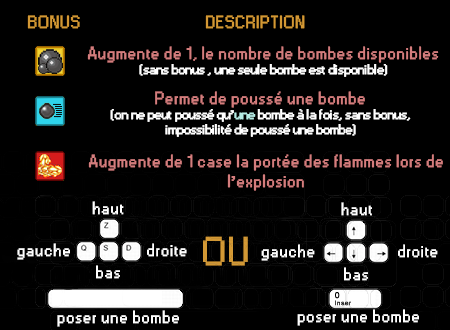 BONUS DESCRIPTION
Augmente de 1, le nombre de bombes disponibles
(sans bonus , une seule bombe est disponible)
Permet de poussé une bombe
(on ne peut poussé qu'une bombe à la fois, sans bonus,
impossibilité de poussé une bombe)
Augmente de 1 case la portée des flammes lors de
l'explosion
haut haut
Z ↑
gauche Q S D droite OU gauche ← ↓ → droite
bas bas
0
Inser
poser une bombe poser une bombe